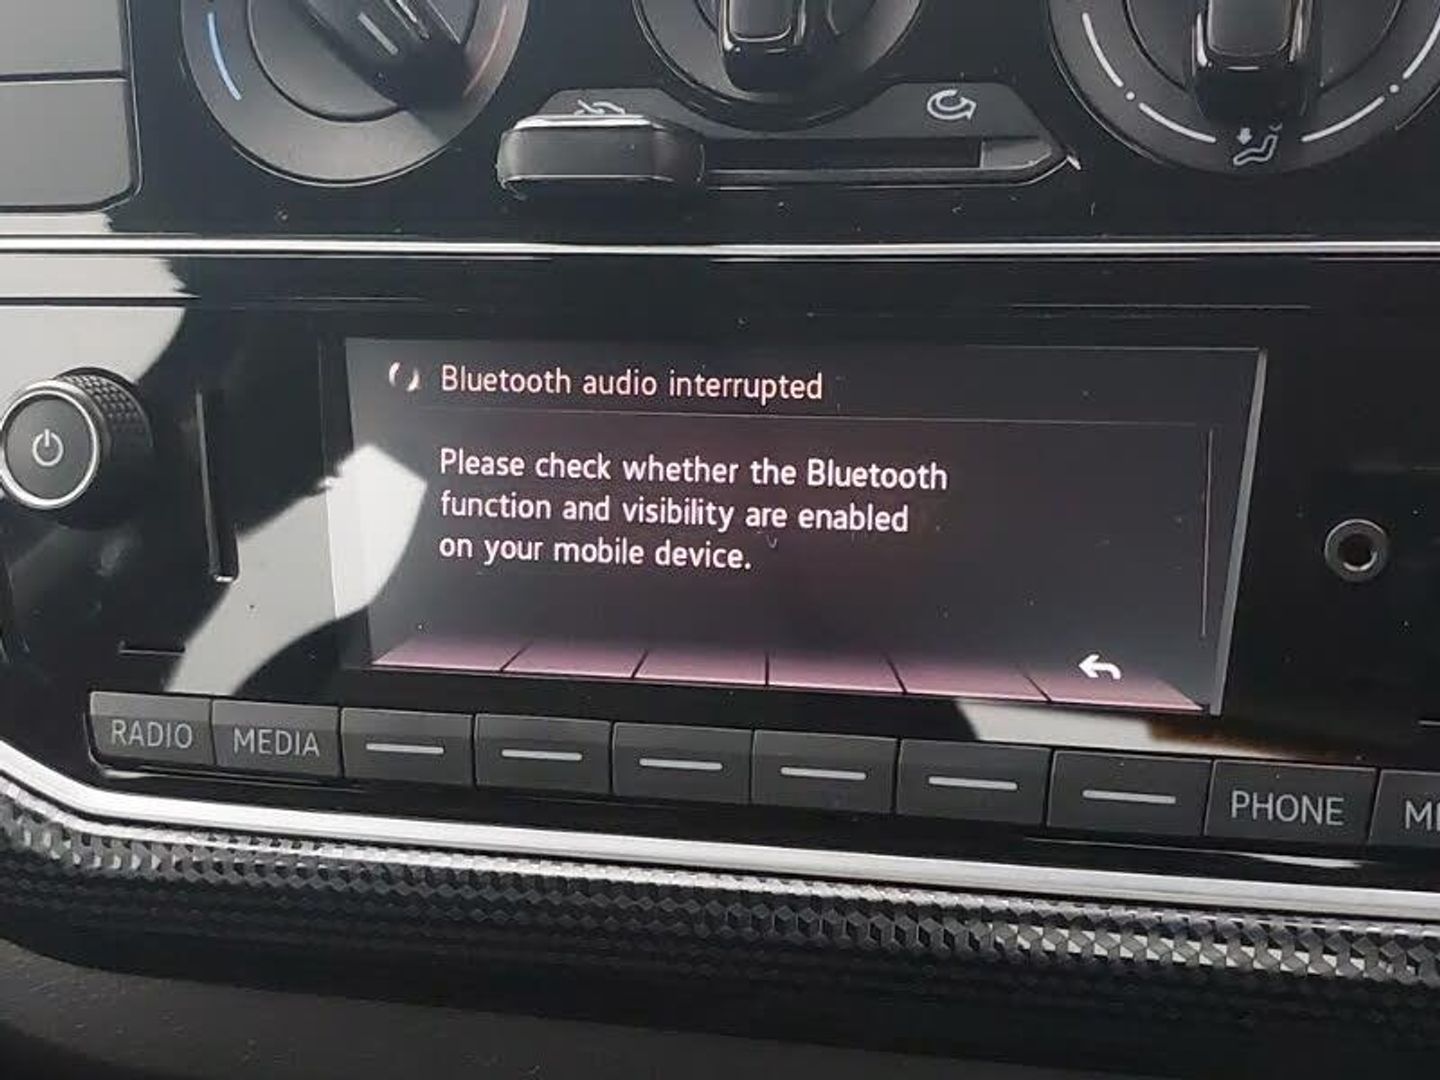 Bluetooth audio interrupted
Please check whether the Bluetooth
function and visibility are enabled
on your mobile device.
RADIO
MEDIA
PHONE